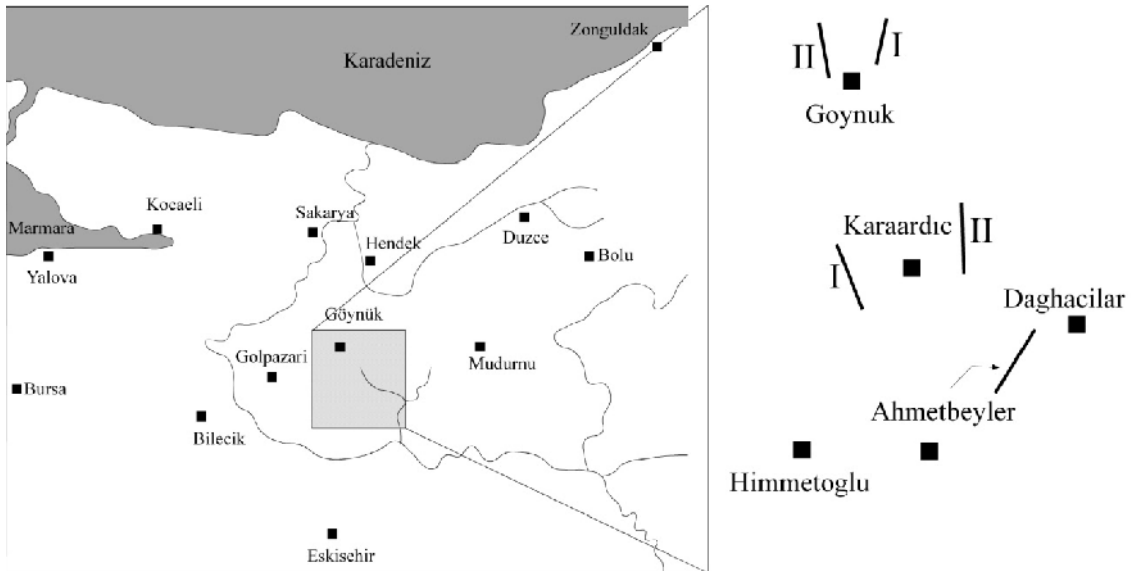 Zonguldak
Karadeniz
Kocaeli
Marmara
Yalova
Sakarya
Hendek
Duzce
Bolu
Göynük
Golpazari
Mudurnu
Bursa
Bilecik
Eskisehir
II
I
Goynuk
Karaardıc
I
II
Daghacilar
Ahmetbeyler
Himmetoglu